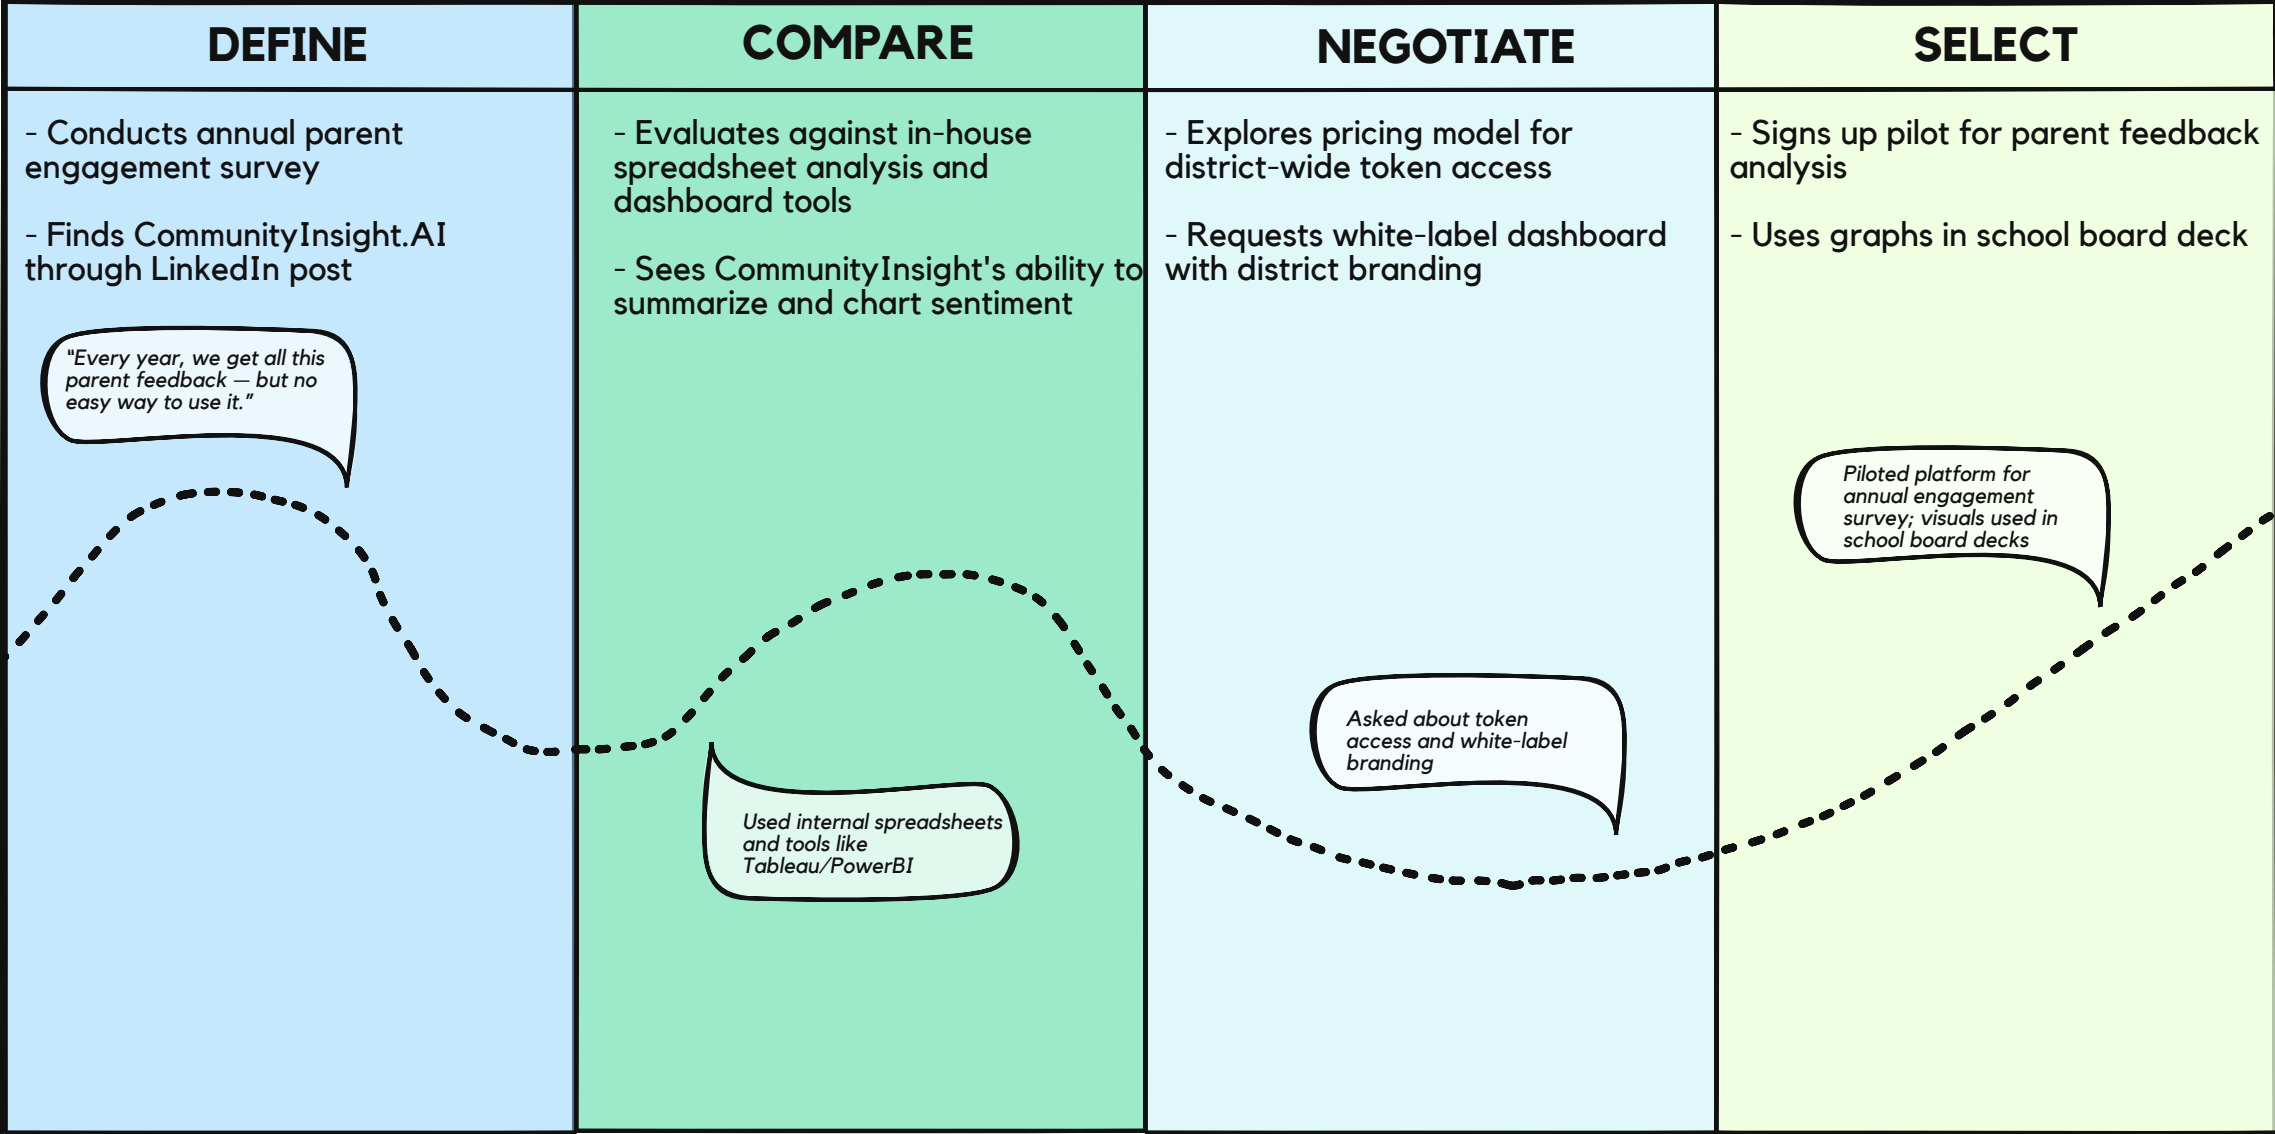 DEFINE
COMPARE
NEGOTIATE
SELECT
- Conducts annual parent
engagement survey
- Finds CommunityInsight.AI
through LinkedIn post
"Every year, we get all this
parent feedback — but no
easy way to use it.”
- Evaluates against in-house
spreadsheet analysis and
dashboard tools
- Sees CommunityInsight's ability to
summarize and chart sentiment
Used internal spreadsheets
and tools like
Tableau/PowerBI
- Explores pricing model for
district-wide token access
- Requests white-label dashboard
with district branding
Asked about token
access and white-label
branding
- Signs up pilot for parent feedback
analysis
- Uses graphs in school board deck
Piloted platform for
annual engagement
survey; visuals used in
school board decks